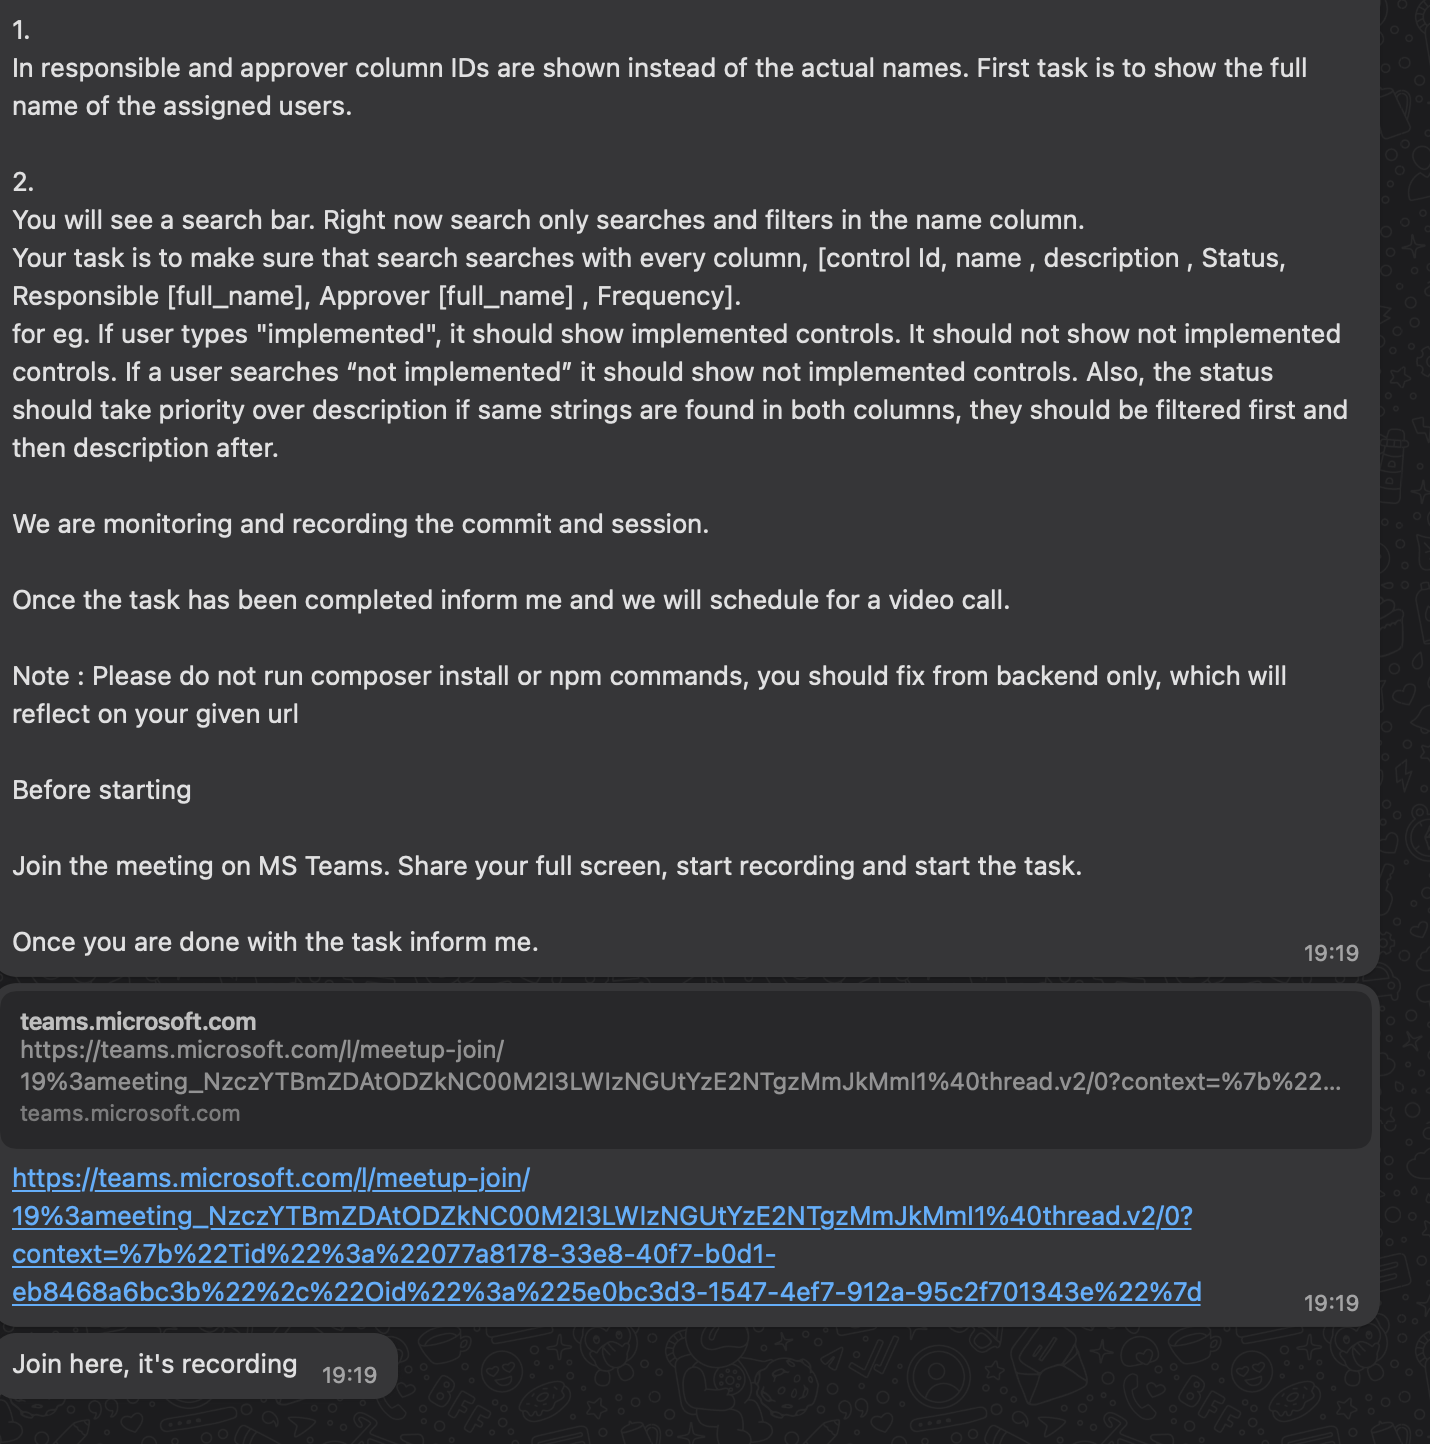 1.
In responsible and approver column IDs are shown instead of the actual names. First task is to show the full
name of the assigned users.
2.
You will see a search bar. Right now search only searches and filters in the name column.
Your task is to make sure that search searches with every column, [control Id, name , description , Status,
Responsible [full_name], Approver [full_name] , Frequency].
for eg. If user types "implemented", it should show implemented controls. It should not show not implemented
controls. If a user searches “not implemented” it should show not implemented controls. Also, the status
should take priority over description if same strings are found in both columns, they should be filtered first and
then description after.
We are monitoring and recording the commit and session.
Once the task has been completed inform me and we will schedule for a video call.
Note : Please do not run composer install or npm commands, you should fix from backend only, which will
reflect on your given url
Before starting
Join the meeting on MS Teams. Share your full screen, start recording and start the task.
Once you are done with the task inform me.
19:19
teams.microsoft.com
https://teams.microsoft.com/l/meetup-join/
19%3ameeting_NzczYTBmZDAtODZkNC00M2I3LWIzNGUtYzE2NTgzMmJkMmI1%40thread.v2/0?context=%7b%22...
teams.microsoft.com
https://teams.microsoft.com/l/meetup-join/
19%3ameeting_NzczYTBmZDAtODZkNC00M2I3LWIzNGUtYzE2NTgzMmJkMmI1%40thread.v2/0?
context=%7b%22Tid%22%3a%22077a8178-33e8-40f7-b0d1-
eb8468a6bc3b%22%2c%22Oid%22%3a%225e0bc3d3-1547-4ef7-912a-95c2f701343e%22%7d
19:19
Join here, it's recording
19:19